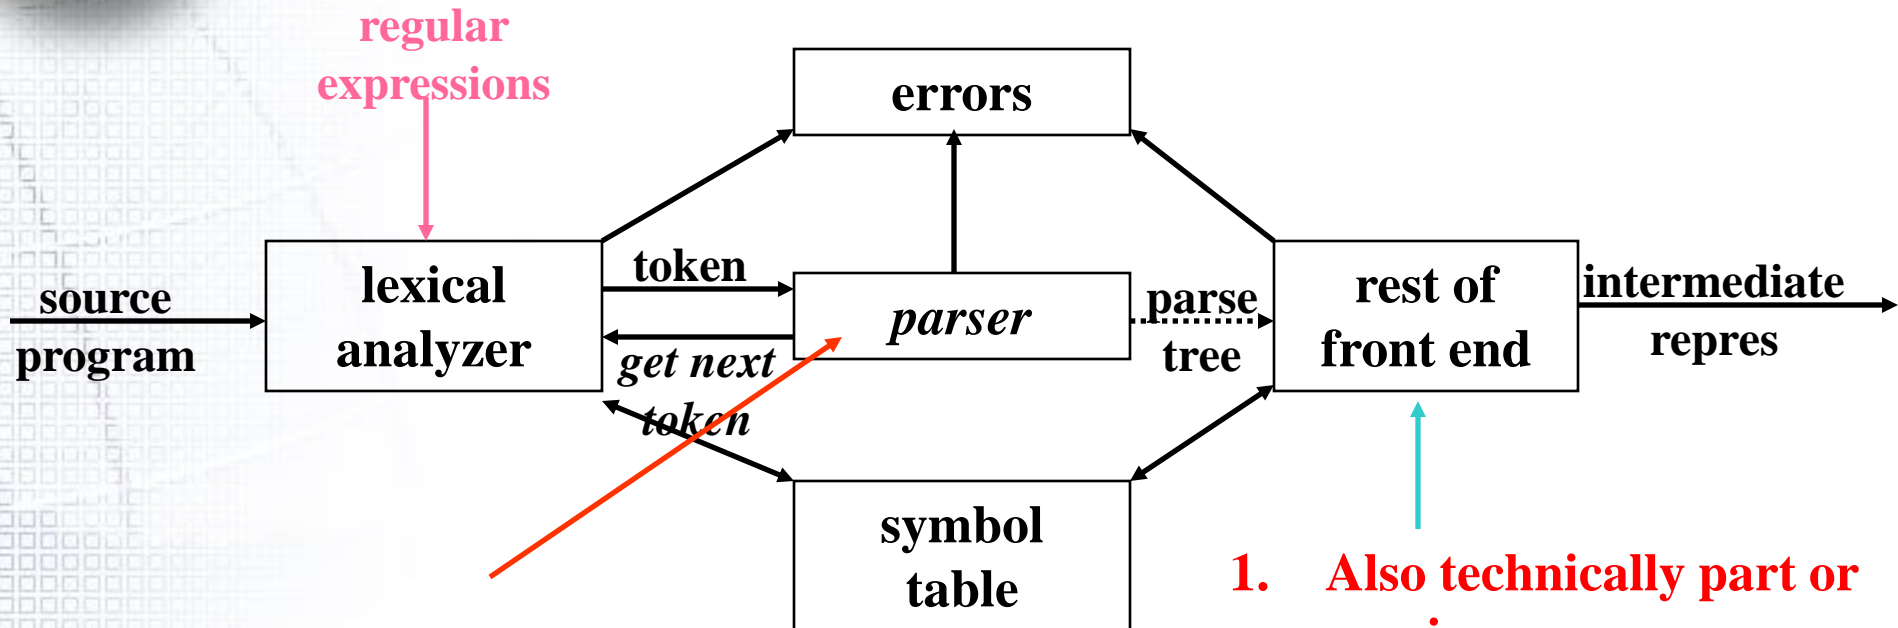 regular
expressions
errors
lexical
analyzer
token
get next
token
parser
parse
tree
rest of
front end
source
program
intermediate
repres
symbol
table
1. Also technically part or